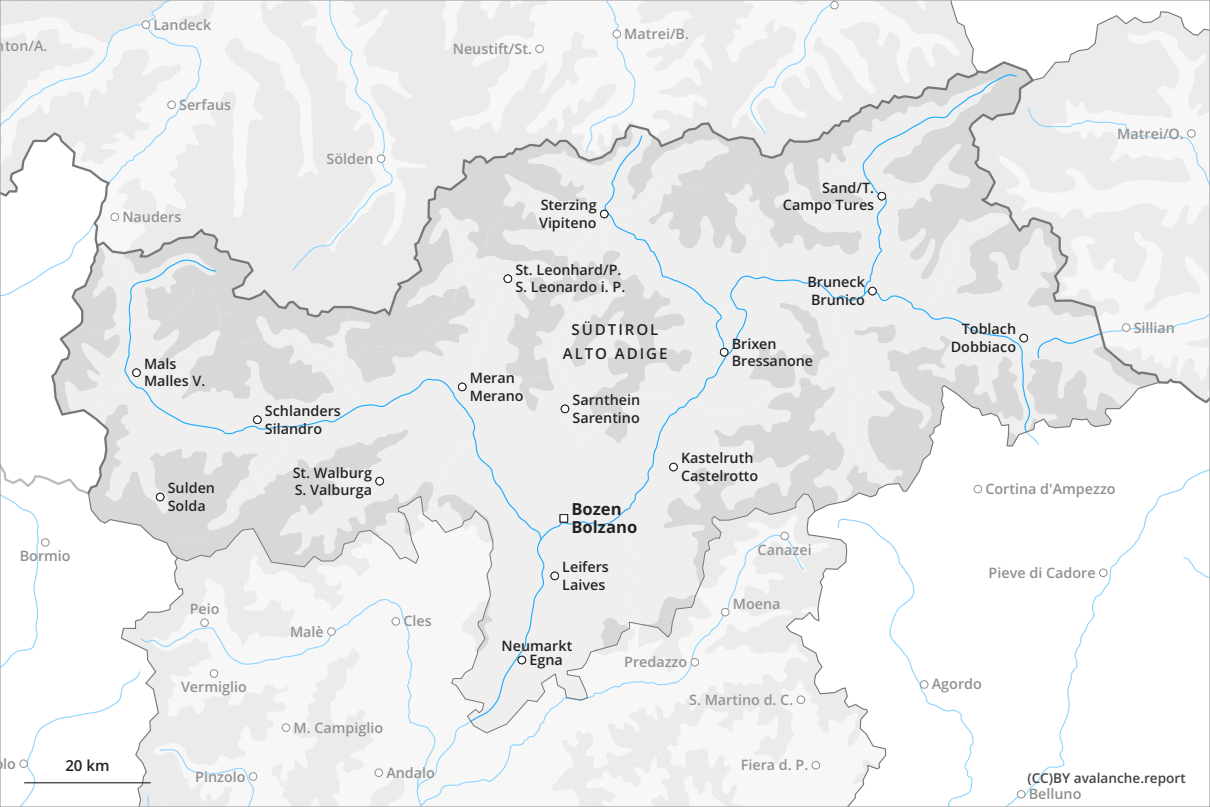 Landeck
Matrei/B.
nton/A.
Neustift/St.
Serfaus
Matrei/O.
Sölden
Sand/T.
Campo Tures
Sterzing
Vipiteno
Nauders
St. Leonhard/P.
S. Leonardo i. P.
Bruneck
Brunico
SÜDTIROL
ALTO ADIGE
Toblach
Dobbiaco
Sillian
Brixen
Bressanone
Mals
Malles V.
Meran
Merano
Sarnthein
Sarentino
Schlanders
Silandro
Kastelruth
Castelrotto
St. Walburg
S. Valburga
Sulden
Solda
Cortina d'Ampezzo
Bozen
Bolzano
Bormio
Canazei
Leifers
Laives
Pieve di Cadore
Peio
Moena
Cles
Malè
Neumarkt
Egna
Predazzo
Vermiglio
Agordo
S. Martino d. C.
M. Campiglio
olo
20 km
Pinzolo
Andalo
Fiera d. P.
(CC)BY avalanche.report
Belluno